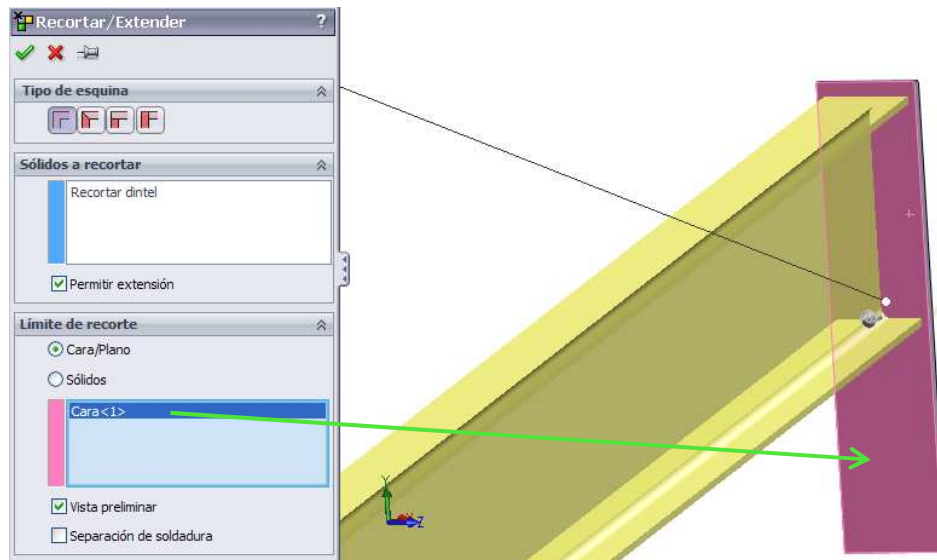 Recortar/Extender ?
Tipo de esquina
Sólidos a recortar
Recortar dintel
Permitir extensión
Límite de recorte
Cara/Plano
Sólidos
Cara<1>
Vista preliminar
Separación de soldadura
Y
Z